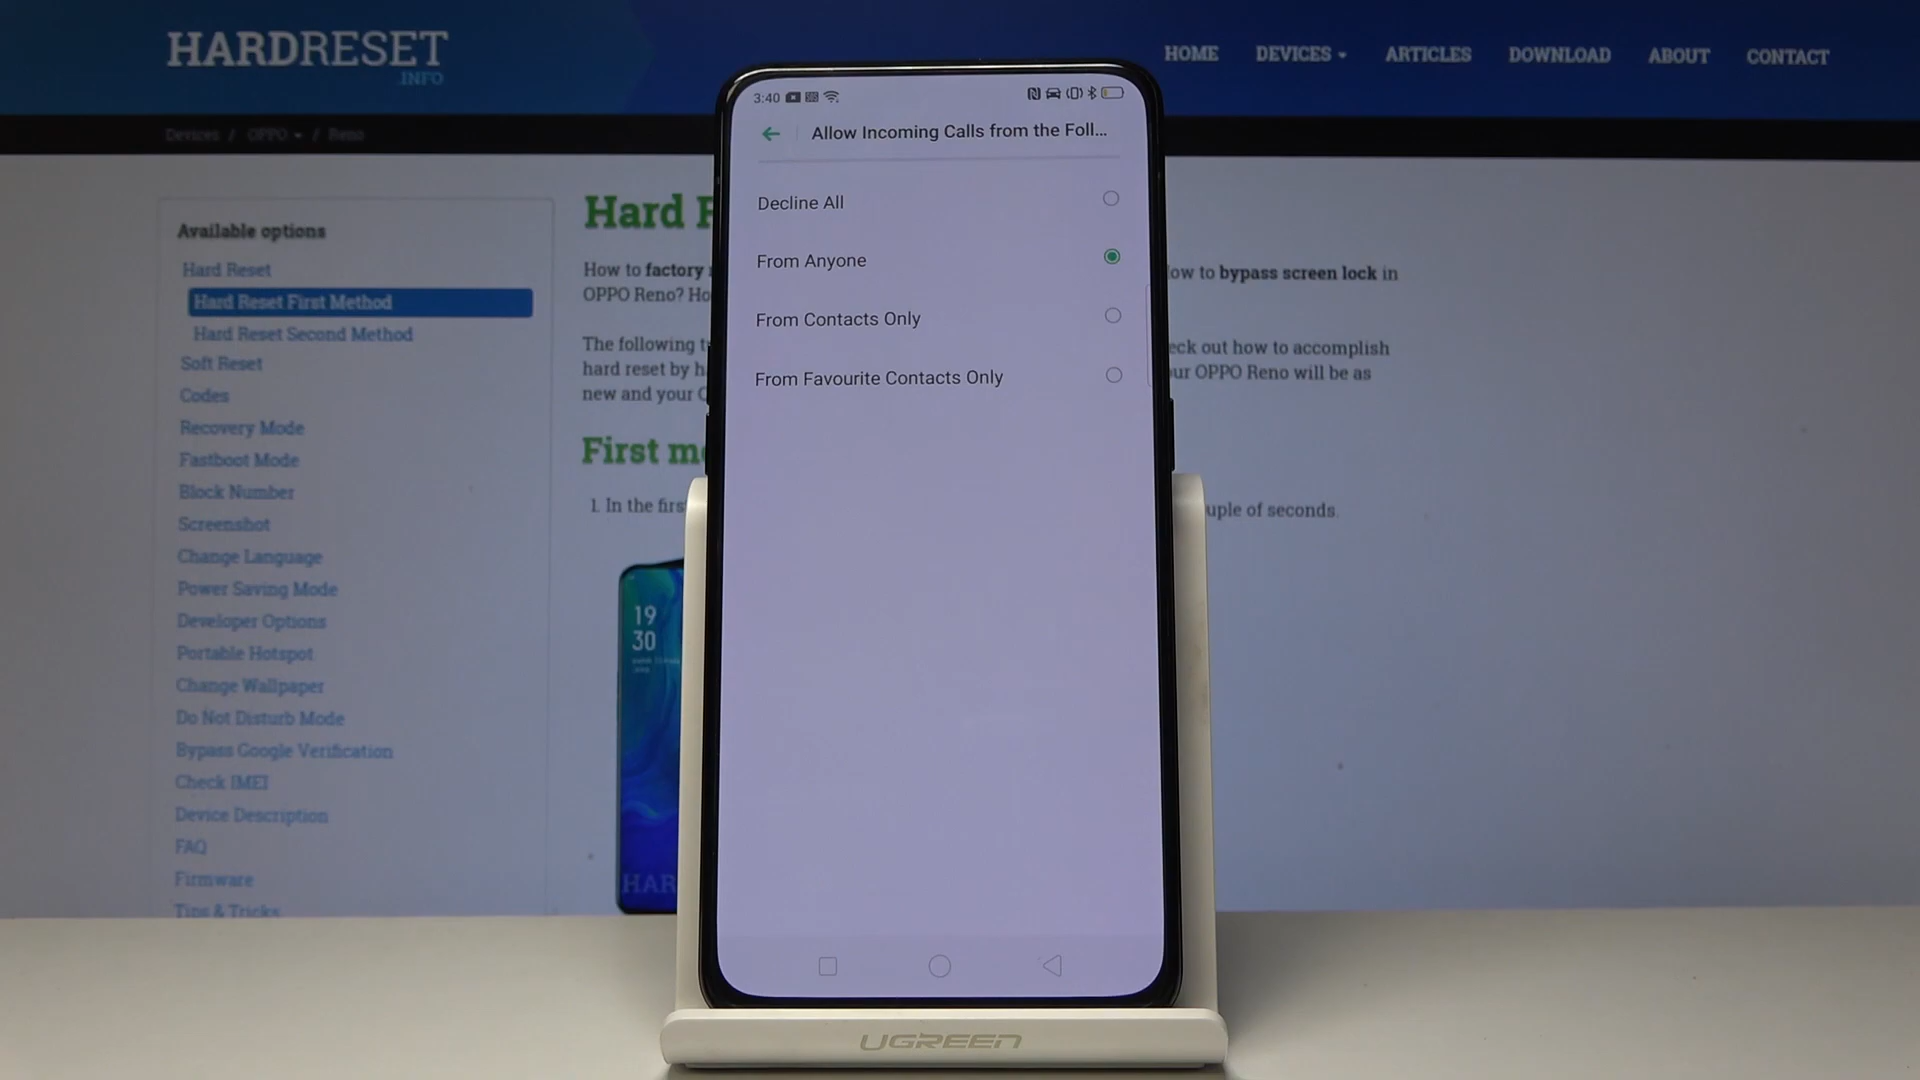 HARDRESET
.INFO
HOME DEVICES ARTICLES DOWNLOAD ABOUT CONTACT
Devices / OPPO / Reno
Available options
Hard Reset
Hard Reset First Method
Hard Reset Second Method
Soft Reset
Codes
Recovery Mode
Fastboot Mode
Block Number
Screenshot
Change Language
Power Saving Mode
Developer Options
Portable Hotspot
Change Wallpaper
Do Not Disturb Mode
Bypass Google Verification
Check IMEI
Device Description
FAQ
Firmware
Tips & Tricks
Hard
How to factory
OPPO Reno?
ow to bypass screen lock in
The following
hard reset by
new and your
eck out how to accomplish
ur OPPO Reno will be as
First
1. In the firs
uple of seconds.
19
30
HAR
3:40
Allow Incoming Calls from the Foll...
Decline All
From Anyone
From Contacts Only
From Favourite Contacts Only
UGREEN